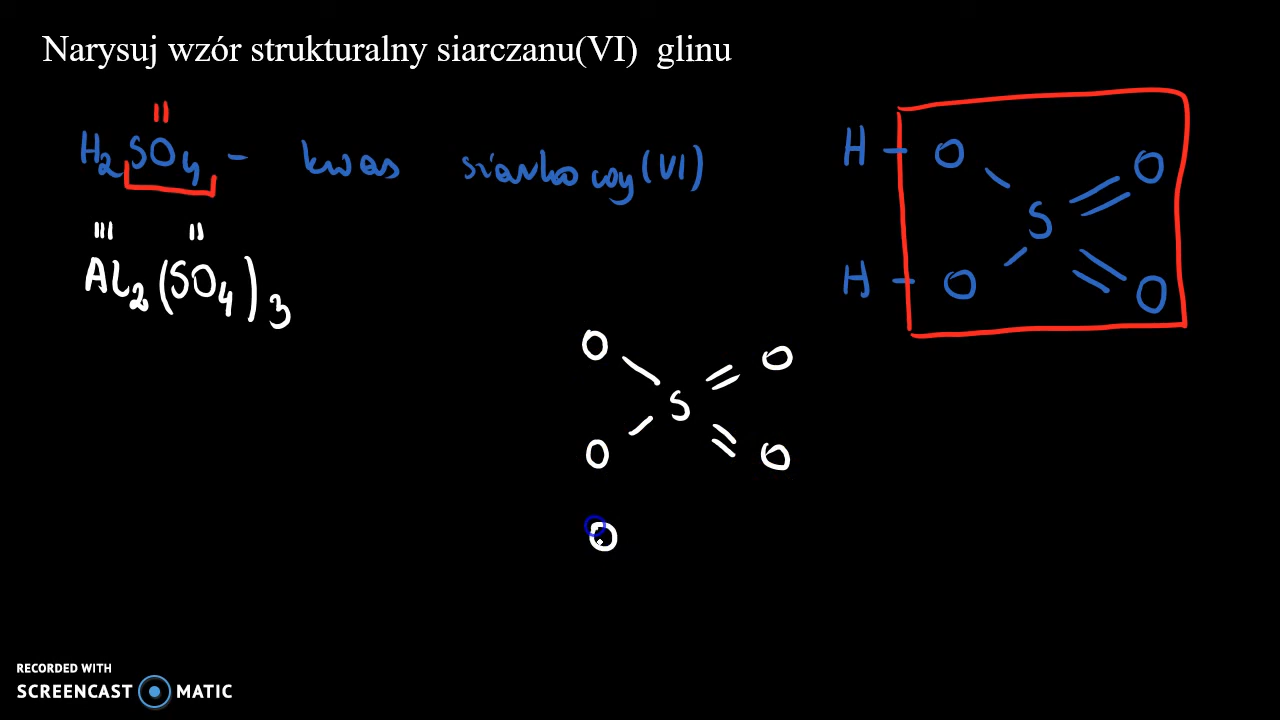 Narysuj wzór strukturalny siarczanu(VI) glinu
II
H2SO4 - kwas siarkowy(VI)
III II
Al2(SO4)3
H - O O
S
H - O O
O O
S
O O
O
RECORDED WITH
SCREENCAST MATIC